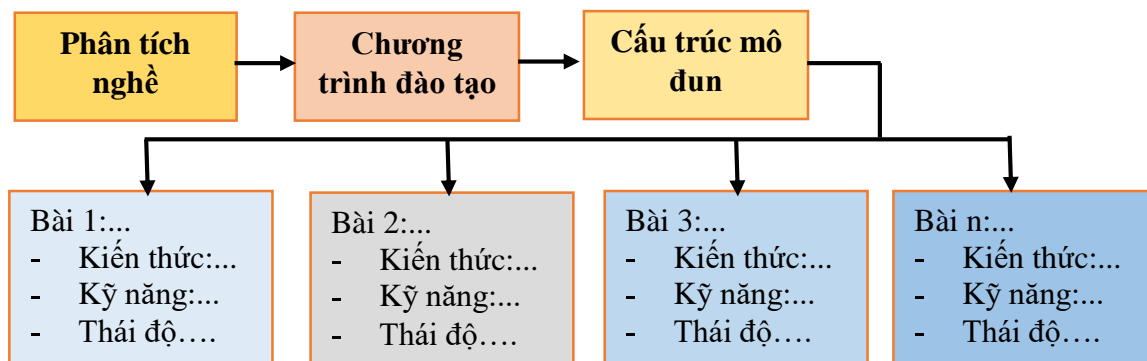 Phân tích
nghề
Chương
trình đào tạo
Cấu trúc mô
đun
Bài 1:...
- Kiến thức:...
- Kỹ năng:...
- Thái độ….
Bài 2:...
- Kiến thức:...
- Kỹ năng:...
- Thái độ….
Bài 3:...
- Kiến thức:...
- Kỹ năng:...
- Thái độ….
Bài n:...
- Kiến thức:...
- Kỹ năng:...
- Thái độ….